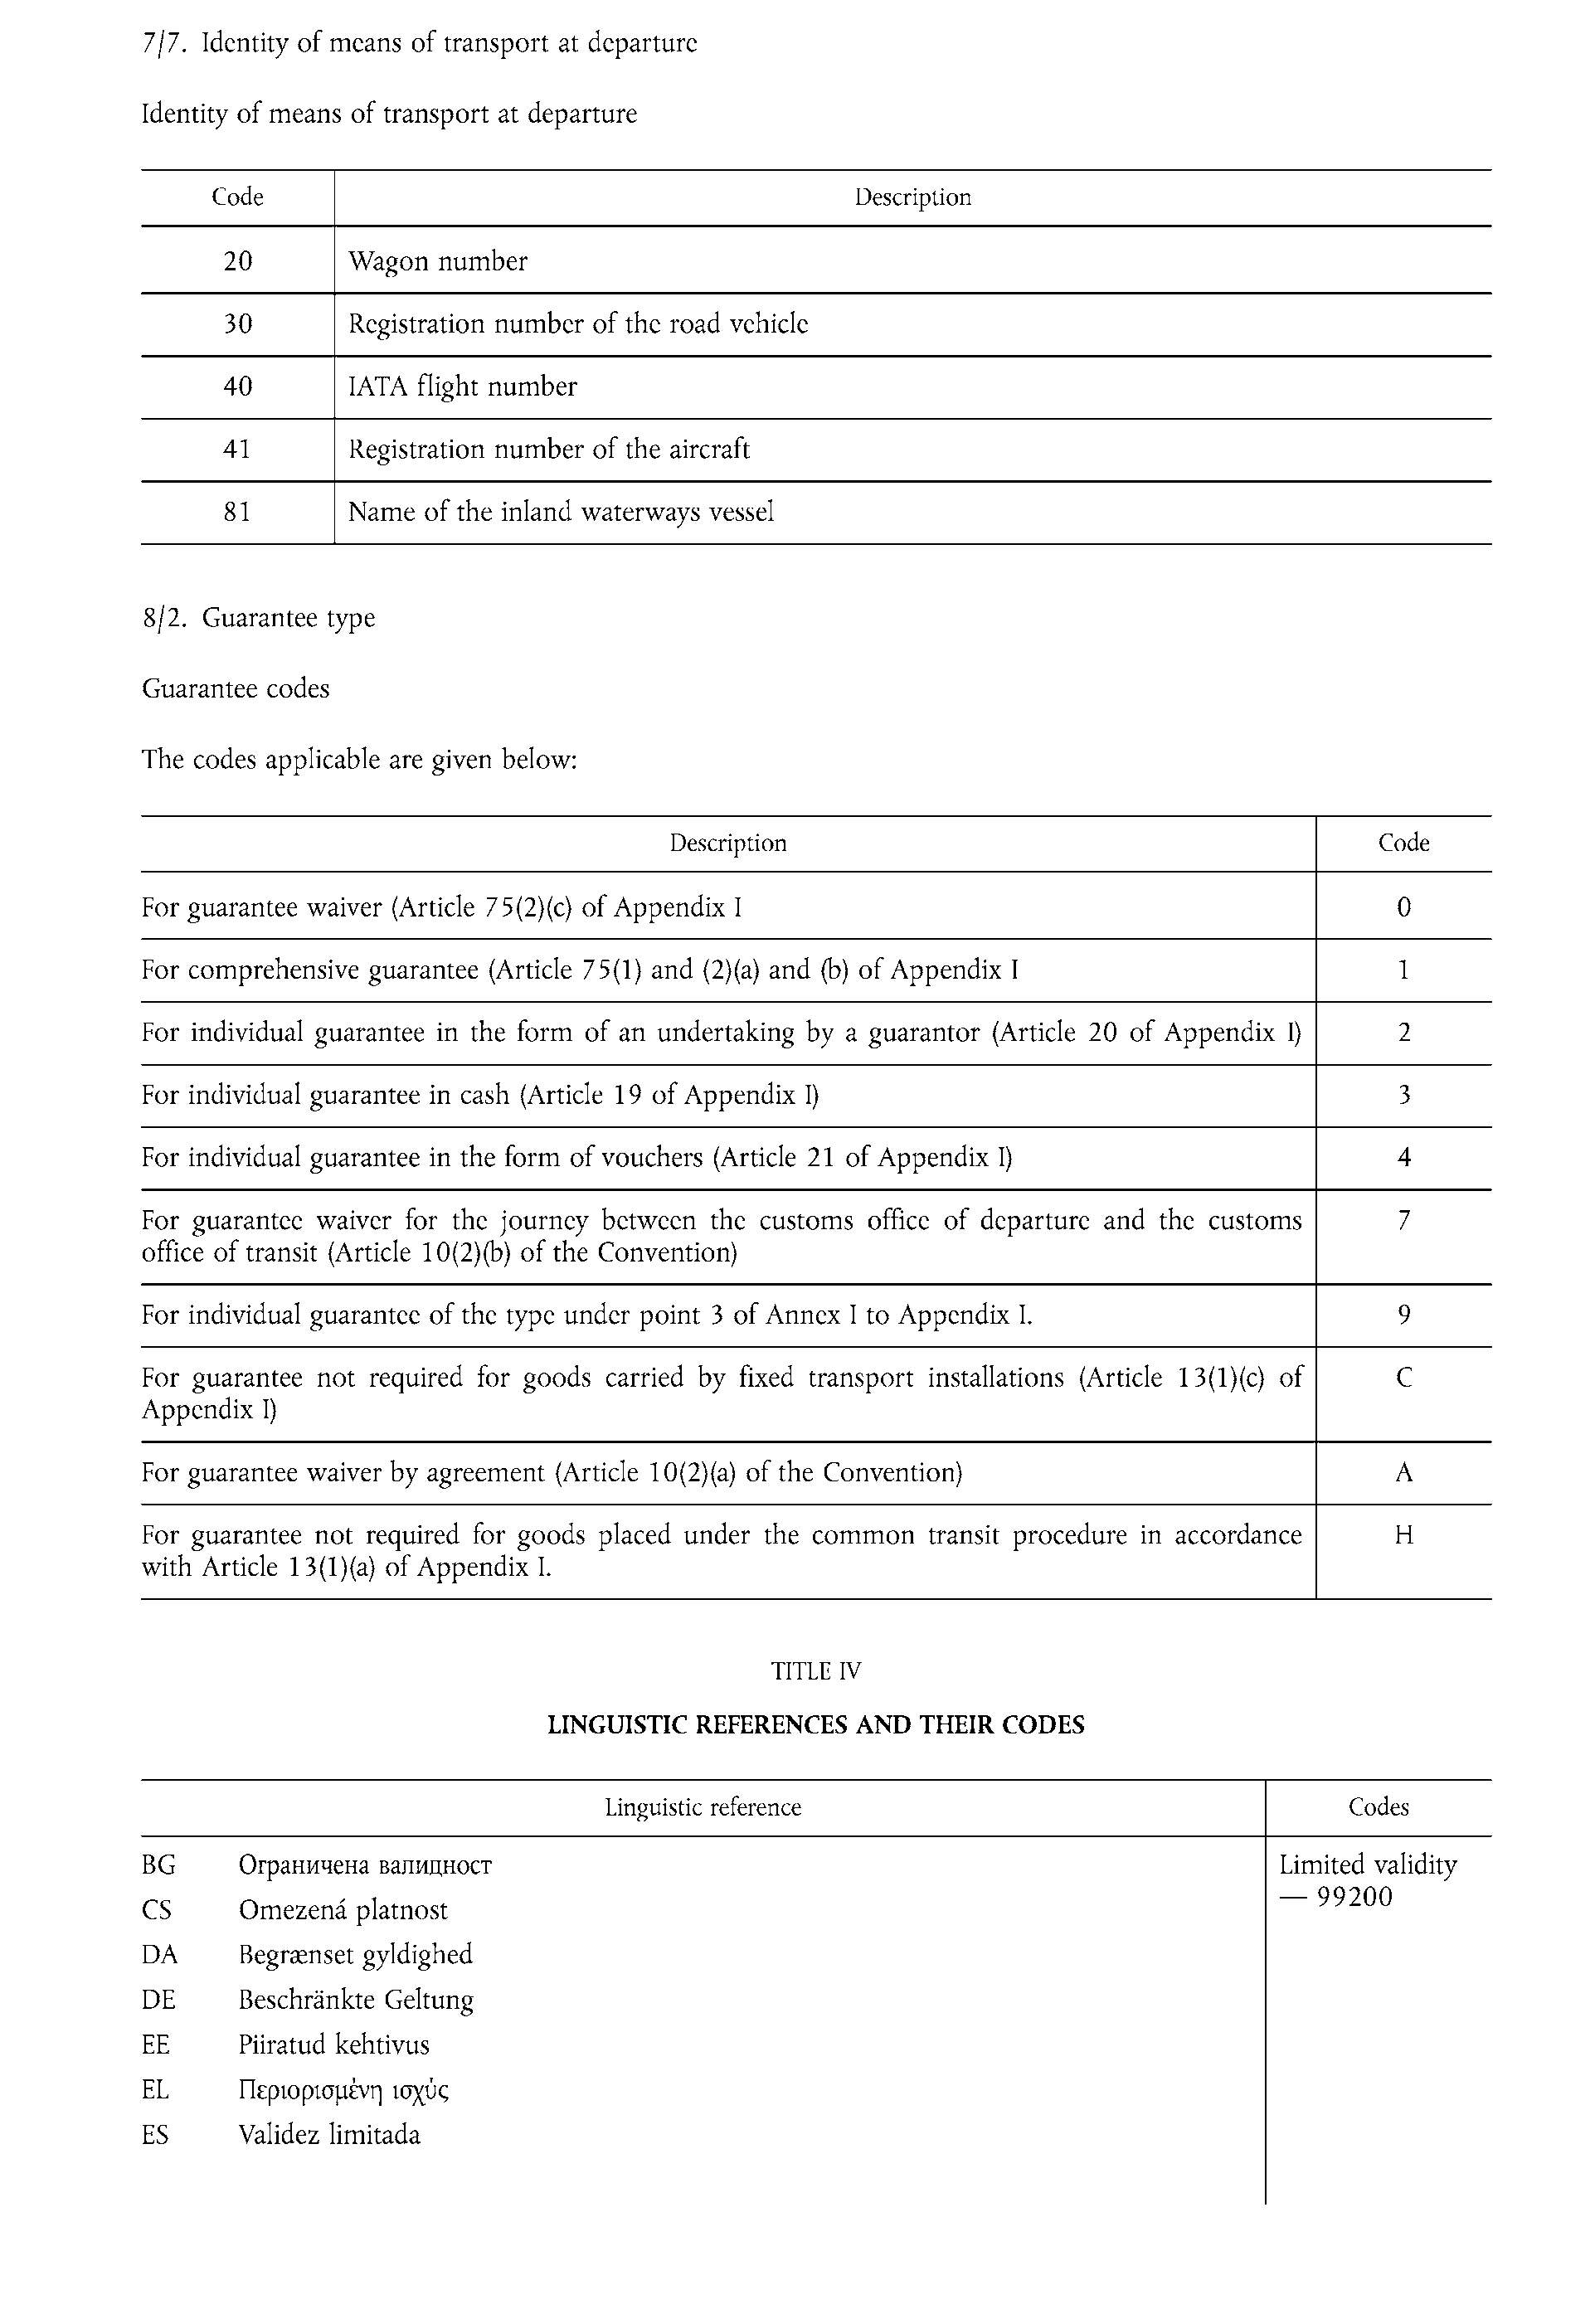 7/7. Identity of means of transport at departure
Identity of means of transport at departure
Code Description
20 Wagon number
30 Registration number of the road vehicle
40 IATA flight number
41 Registration number of the aircraft
81 Name of the inland waterways vessel
8/2. Guarantee type
Guarantee codes
The codes applicable are given below:
Description Code
For guarantee waiver (Article 75(2)(c) of Appendix I 0
For comprehensive guarantee (Article 75(1) and (2)(a) and (b) of Appendix I 1
For individual guarantee in the form of an undertaking by a guarantor (Article 20 of Appendix I) 2
For individual guarantee in cash (Article 19 of Appendix I) 3
For individual guarantee in the form of vouchers (Article 21 of Appendix I) 4
For guarantee waiver for the journey between the customs office of departure and the customs 7
office of transit (Article 10(2)(b) of the Convention)
For individual guarantee of the type under point 3 of Annex I to Appendix I. 9
For guarantee not required for goods carried by fixed transport installations (Article 13(1)(c) of C
Appendix I)
For guarantee waiver by agreement (Article 10(2)(a) of the Convention) A
For guarantee not required for goods placed under the common transit procedure in accordance H
with Article 13(1)(a) of Appendix I.
TITLE IV
LINGUISTIC REFERENCES AND THEIR CODES
Linguistic reference Codes
BG Ограничена валидност Limited validity
— 99200
CS Omezená platnost
DA Begrænset gyldighed
DE Beschränkte Geltung
EE Piiratud kehtivus
EL Περιορισμένη ισχύς
ES Validez limitada